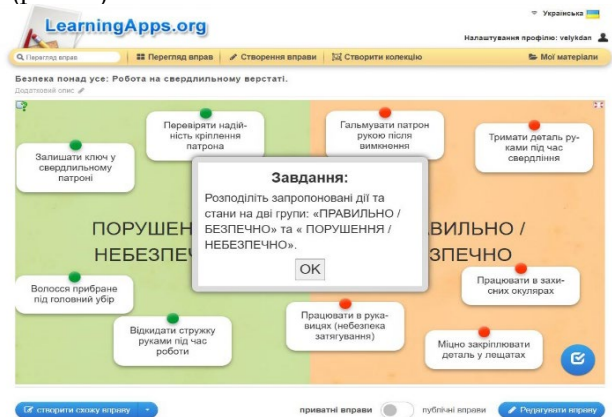 (р
Українська
LearningApps.org
Налаштування профілю: velykdan
Перегляд вправ
Перегляд вправ
Створення вправи
Створити колекцію
Мої матеріали
Безпека понад усе: Робота на свердлильному верстаті.
Додатковий опис
Перевіряти надій-
ність кріплення
патрона
Гальмувати патрон
рукою після
вимкнення
Тримати деталь ру-
ками під час
свердління
Залишати ключ у
свердлильному
патроні
Завдання:
Розподіліть запропоновані дії та
стани на дві групи: «ПРАВИЛЬНО /
БЕЗПЕЧНО» та « ПОРУШЕННЯ /
НЕБЕЗПЕЧНО».
OK
ПОРУШЕН
НЕБЕЗПЕ
ВИЛЬНО /
ЗПЕЧНО
Волосся прибране
під головний убір
Відкидати стружку
руками під час
роботи
Працювати в рука-
вицях (небезпека
затягування)
Працювати в захи-
сних окулярах
Міцно закріплювати
деталь у лещатах
створити схожу вправу
приватні вправи
публічні вправи
Редагувати вправу